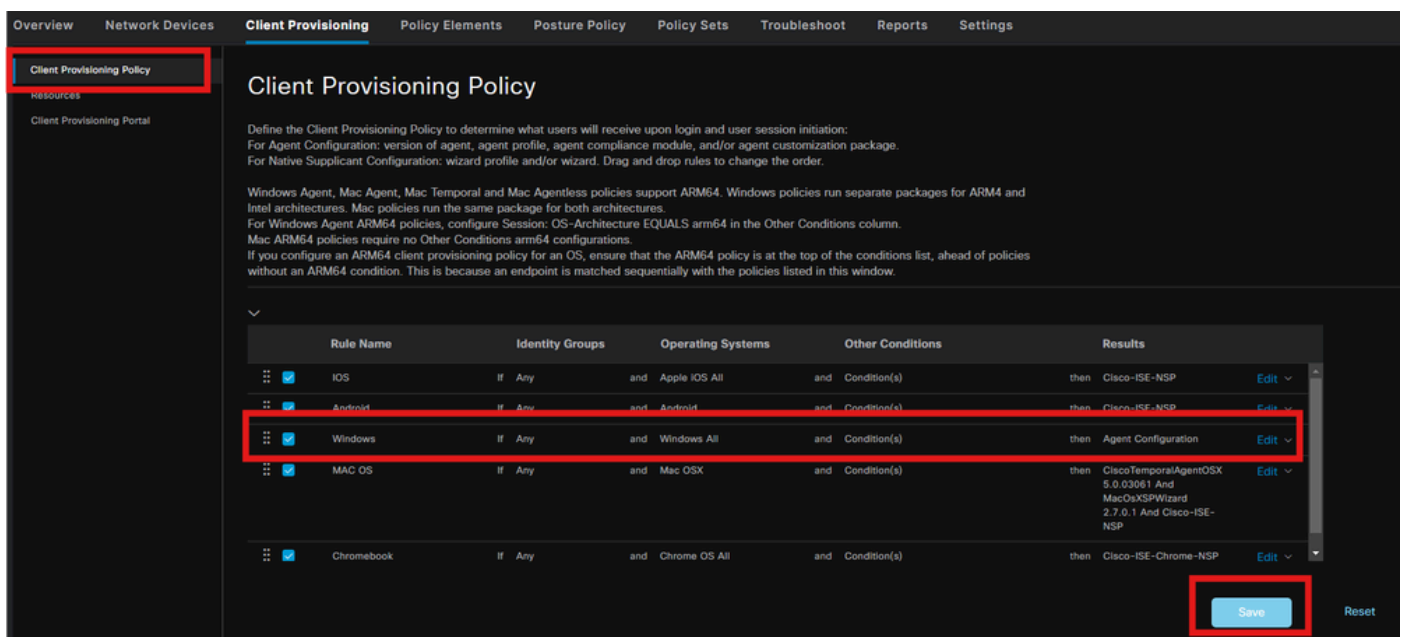 Overview Network Devices Client Provisioning Policy Elements Posture Policy Policy Sets Troubleshoot Reports Settings
Client Provisioning Policy
Resources
Client Provisioning Portal
Client Provisioning Policy
Define the Client Provisioning Policy to determine what users will receive upon login and user session initiation:
For Agent Configuration: version of agent, agent profile, agent compliance module, and/or agent customization package.
For Native Supplicant Configuration: wizard profile and/or wizard. Drag and drop rules to change the order.
Windows Agent, Mac Agent, Mac Temporal and Mac Agentless policies support ARM64. Windows policies run separate packages for ARM4 and
Intel architectures. Mac policies run the same package for both architectures.
For Windows Agent ARM64 policies, configure Session: OS-Architecture EQUALS arm64 in the Other Conditions column.
Mac ARM64 policies require no Other Conditions arm64 configurations.
If you configure an ARM64 client provisioning policy for an OS, ensure that the ARM64 policy is at the top of the conditions list, ahead of policies
without an ARM64 condition. This is because an endpoint is matched sequentially with the policies listed in this window.
Rule Name Identity Groups Operating Systems Other Conditions Results
IOS If Any and Apple IOS All and Condition(s) then Cisco-ISE-NSP Edit
Android If Any and Android and Condition(s) then Cisco-ISE-NSP Edit
Windows If Any and Windows All and Condition(s) then Agent Configuration Edit
MAC OS If Any and Mac OSX and Condition(s) then CiscoTemporalAgentOSX Edit
5.0.03061 And
MacOsXSPWizard
2.7.0.1 And Cisco-ISE-
NSP
Chromebook If Any and Chrome OS All and Condition(s) then Cisco-ISE-Chrome-NSP Edit
Save Reset